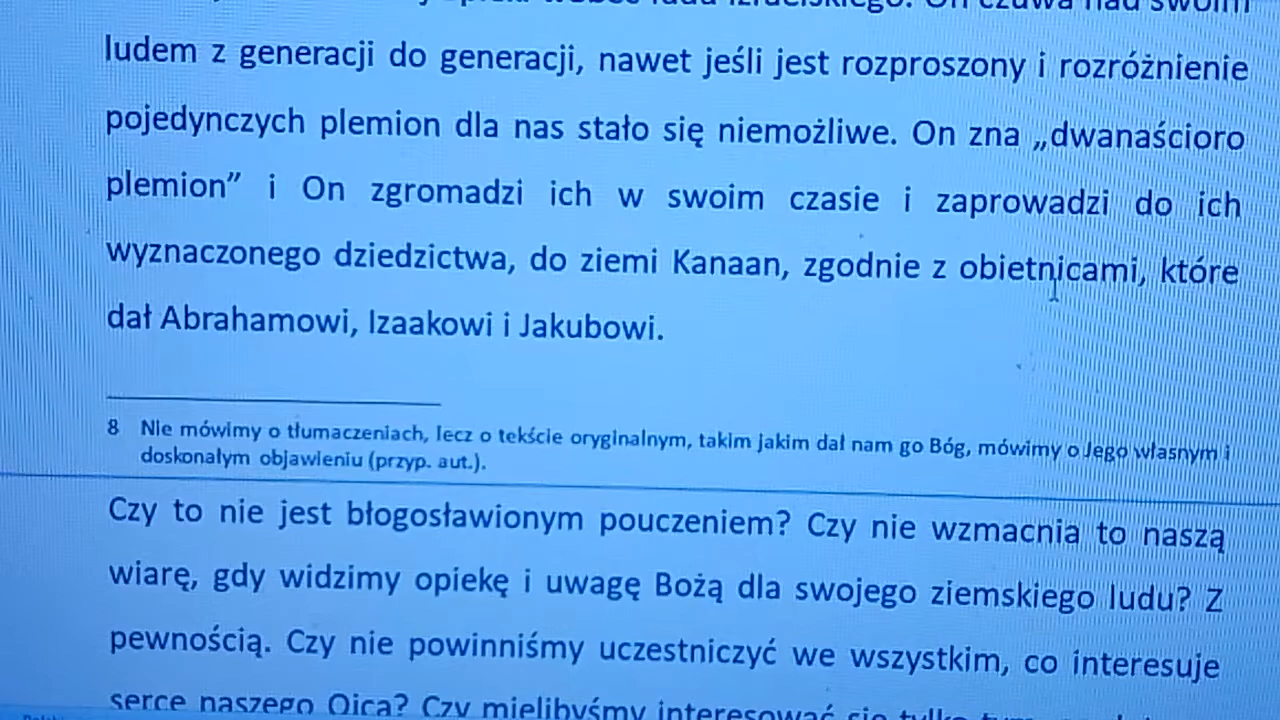 ludem z generacji do generacji, nawet jeśli jest rozproszony i rozróżnienie
pojedynczych plemion dla nas stało się niemożliwe. On zna „dwanaścioro
plemion” i On zgromadzi ich w swoim czasie i zaprowadzi do ich
wyznaczonego dziedzictwa, do ziemi Kanaan, zgodnie z obietnicami, które
dał Abrahamowi, Izaakowi i Jakubowi.
8 Nie mówimy o tłumaczeniach, lecz o tekście oryginalnym, takim jakim dał nam go Bóg, mówimy o Jego własnym i
doskonałym objawieniu (przyp. aut.).
Czy to nie jest błogosławionym pouczeniem? Czy nie wzmacnia to naszą
wiarę, gdy widzimy opiekę i uwagę Bożą dla swojego ziemskiego ludu? Z
pewnością. Czy nie powinniśmy uczestniczyć we wszystkim, co interesuje
serce naszego Ojca? Czy mielibyśmy interesować się tylko